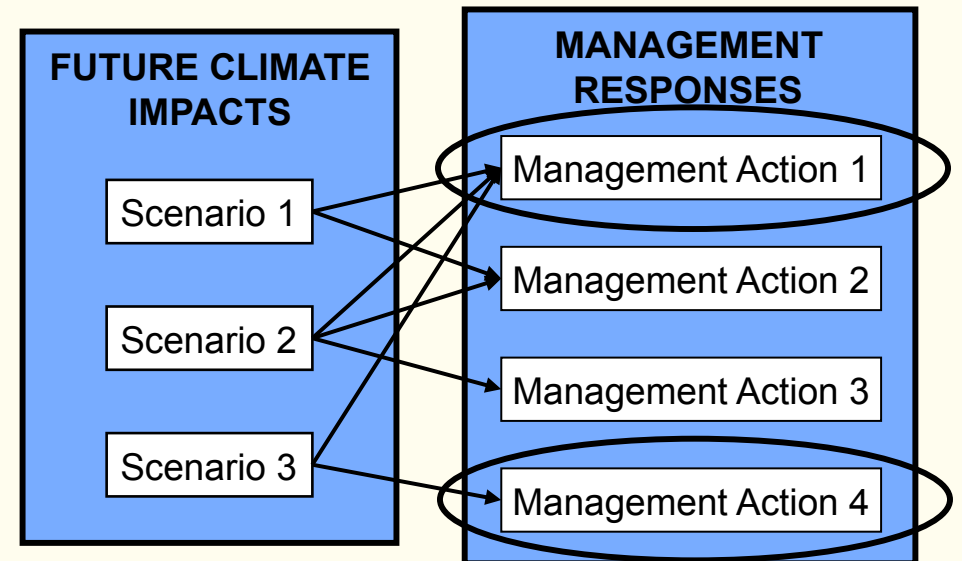 FUTURE CLIMATE
IMPACTS
Scenario 1
Scenario 2
Scenario 3
MANAGEMENT
RESPONSES
Management Action 1
Management Action 2
Management Action 3
Management Action 4